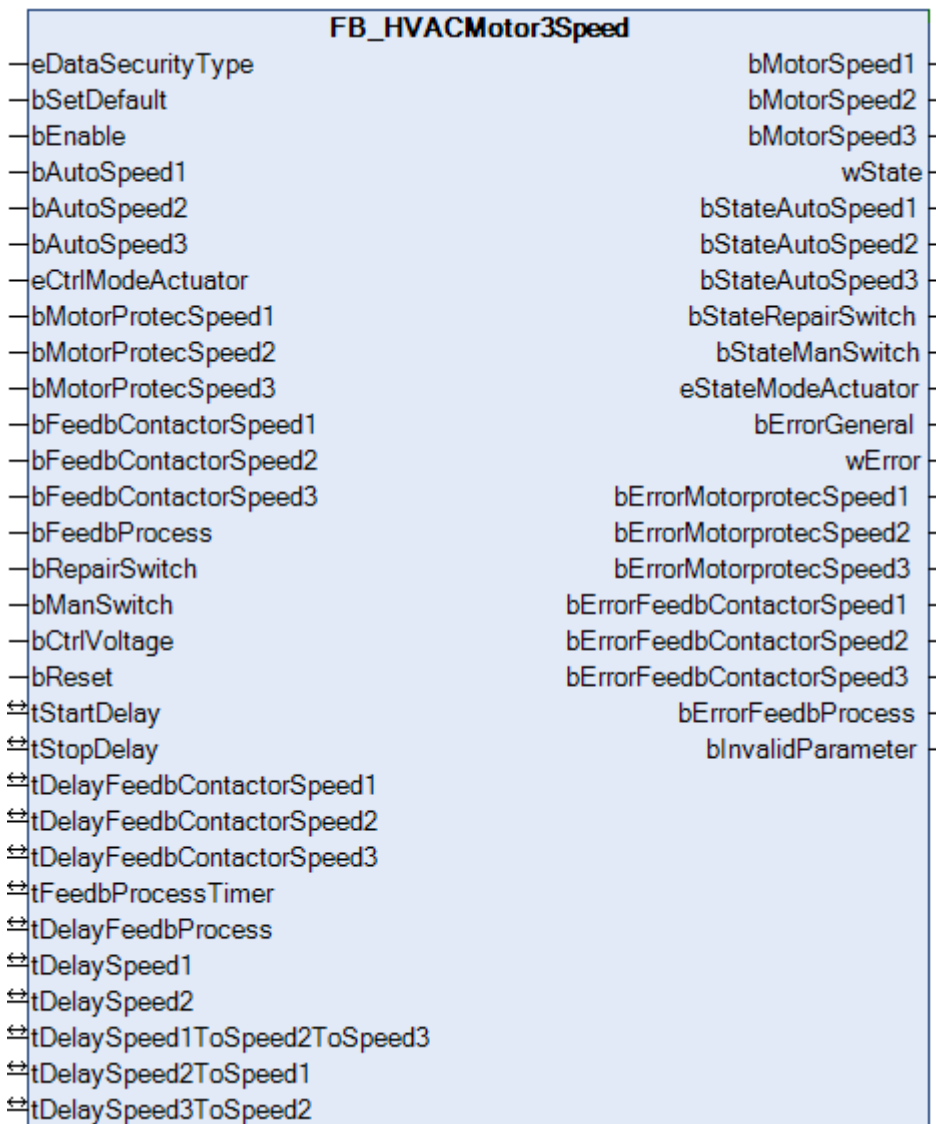 FB_HVACMotor3Speed
eDataSecurityType bMotorSpeed1
bSetDefault bMotorSpeed2
bEnable bMotorSpeed3
bAutoSpeed1 wState
bAutoSpeed2 bStateAutoSpeed1
bAutoSpeed3 bStateAutoSpeed2
eCtrlModeActuator bStateAutoSpeed3
bMotorProtecSpeed1 bStateRepairSwitch
bMotorProtecSpeed2 bStateManSwitch
bMotorProtecSpeed3 eStateModeActuator
bFeedbContactorSpeed1 bErrorGeneral
bFeedbContactorSpeed2 wError
bFeedbContactorSpeed3 bErrorMotorprotecSpeed1
bFeedbProcess bErrorMotorprotecSpeed2
bRepairSwitch bErrorMotorprotecSpeed3
bManSwitch bErrorFeedbContactorSpeed1
bCtrlVoltage bErrorFeedbContactorSpeed2
bReset bErrorFeedbContactorSpeed3
tStartDelay bErrorFeedbProcess
tStopDelay bInvalidParameter
tDelayFeedbContactorSpeed1
tDelayFeedbContactorSpeed2
tDelayFeedbContactorSpeed3
tFeedbProcessTimer
tDelayFeedbProcess
tDelaySpeed1
tDelaySpeed2
tDelaySpeed1ToSpeed2ToSpeed3
tDelaySpeed2ToSpeed1
tDelaySpeed3ToSpeed2